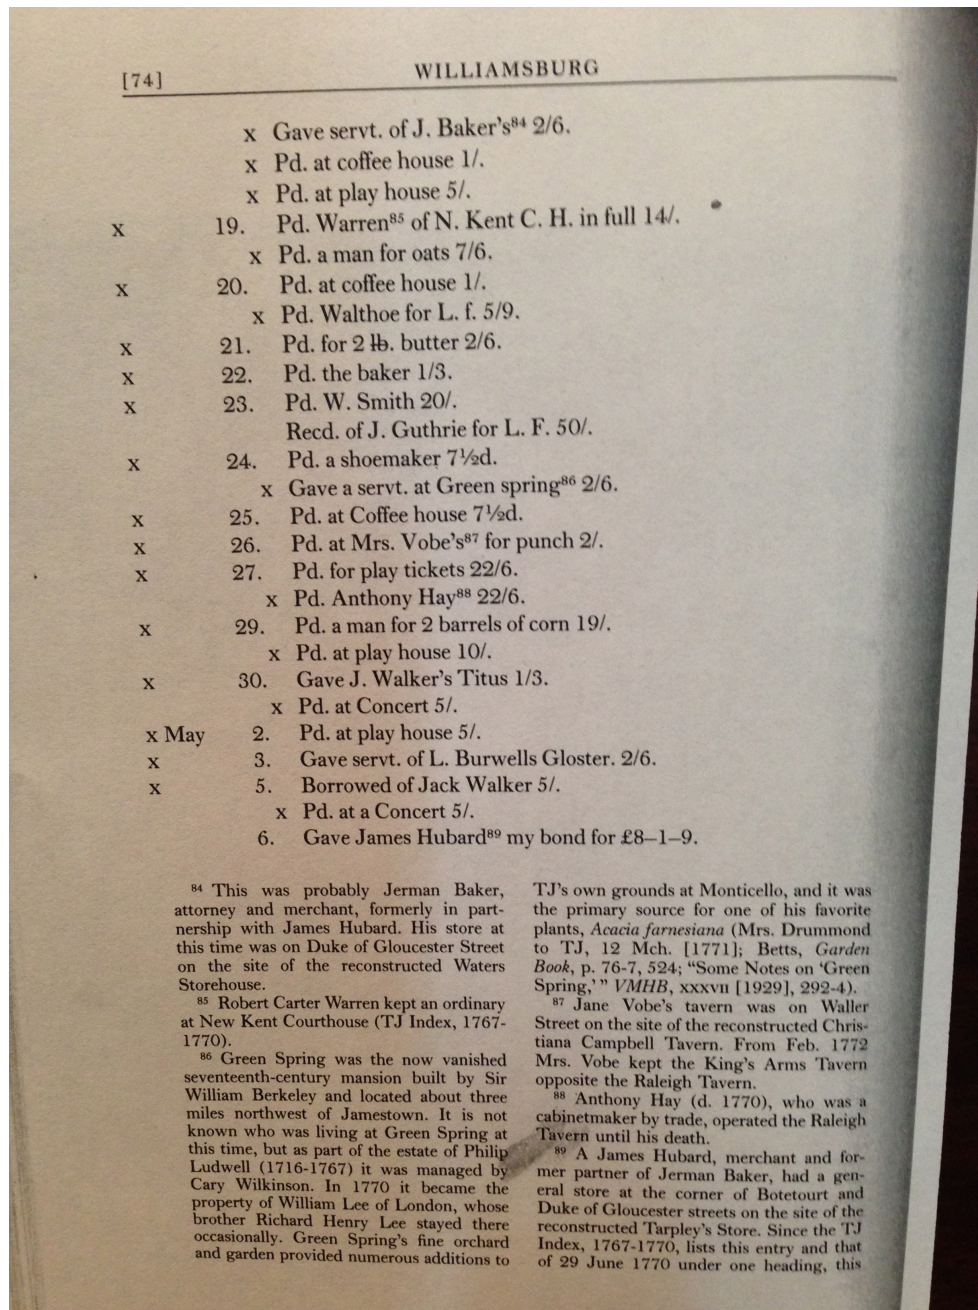 [74] WILLIAMSBURG
x Gave servt. of J. Baker's⁸⁴ 2/6.
x Pd. at coffee house 1/.
x Pd. at play house 5/.
x 19. Pd. Warren⁸⁵ of N. Kent C. H. in full 14/.
x Pd. a man for oats 7/6.
x 20. Pd. at coffee house 1/.
x Pd. Walthoe for L. f. 5/9.
x 21. Pd. for 2 lb. butter 2/6.
x 22. Pd. the baker 1/3.
x 23. Pd. W. Smith 20/.
Recd. of J. Guthrie for L. F. 50/.
x 24. Pd. a shoemaker 7½d.
x Gave a servt. at Green spring⁸⁶ 2/6.
x 25. Pd. at Coffee house 7½d.
x 26. Pd. at Mrs. Vobe's⁸⁷ for punch 2/.
x 27. Pd. for play tickets 22/6.
x Pd. Anthony Hay⁸⁸ 22/6.
x 29. Pd. a man for 2 barrels of corn 19/.
x Pd. at play house 10/.
x 30. Gave J. Walker's Titus 1/3.
x Pd. at Concert 5/.
x May 2. Pd. at play house 5/.
x 3. Gave servt. of L. Burwells Gloster. 2/6.
x 5. Borrowed of Jack Walker 5/.
x Pd. at a Concert 5/.
6. Gave James Hubard⁸⁹ my bond for £8–1–9.
⁸⁴ This was probably Jerman Baker,
attorney and merchant, formerly in part-
nership with James Hubard. His store at
this time was on Duke of Gloucester Street
on the site of the reconstructed Waters
Storehouse.
⁸⁵ Robert Carter Warren kept an ordinary
at New Kent Courthouse (TJ Index, 1767-
1770).
⁸⁶ Green Spring was the now vanished
seventeenth-century mansion built by Sir
William Berkeley and located about three
miles northwest of Jamestown. It is not
known who was living at Green Spring at
this time, but as part of the estate of Philip
Ludwell (1716-1767) it was managed by
Cary Wilkinson. In 1770 it became the
property of William Lee of London, whose
brother Richard Henry Lee stayed there
occasionally. Green Spring's fine orchard
and garden provided numerous additions to
TJ's own grounds at Monticello, and it was
the primary source for one of his favorite
plants, Acacia farnesiana (Mrs. Drummond
to TJ, 12 Mch. [1771]; Betts, Garden
Book, p. 76-7, 524; "Some Notes on 'Green
Spring,' " VMHB, XXXVII [1929], 292-4).
⁸⁷ Jane Vobe's tavern was on Waller
Street on the site of the reconstructed Chris-
tiana Campbell Tavern. From Feb. 1772
Mrs. Vobe kept the King's Arms Tavern
opposite the Raleigh Tavern.
⁸⁸ Anthony Hay (d. 1770), who was a
cabinetmaker by trade, operated the Raleigh
Tavern until his death.
⁸⁹ A James Hubard, merchant and for-
mer partner of Jerman Baker, had a gen-
eral store at the corner of Botetourt and
Duke of Gloucester streets on the site of the
reconstructed Tarpley's Store. Since the TJ
Index, 1767-1770, lists this entry and that
of 29 June 1770 under one heading, this